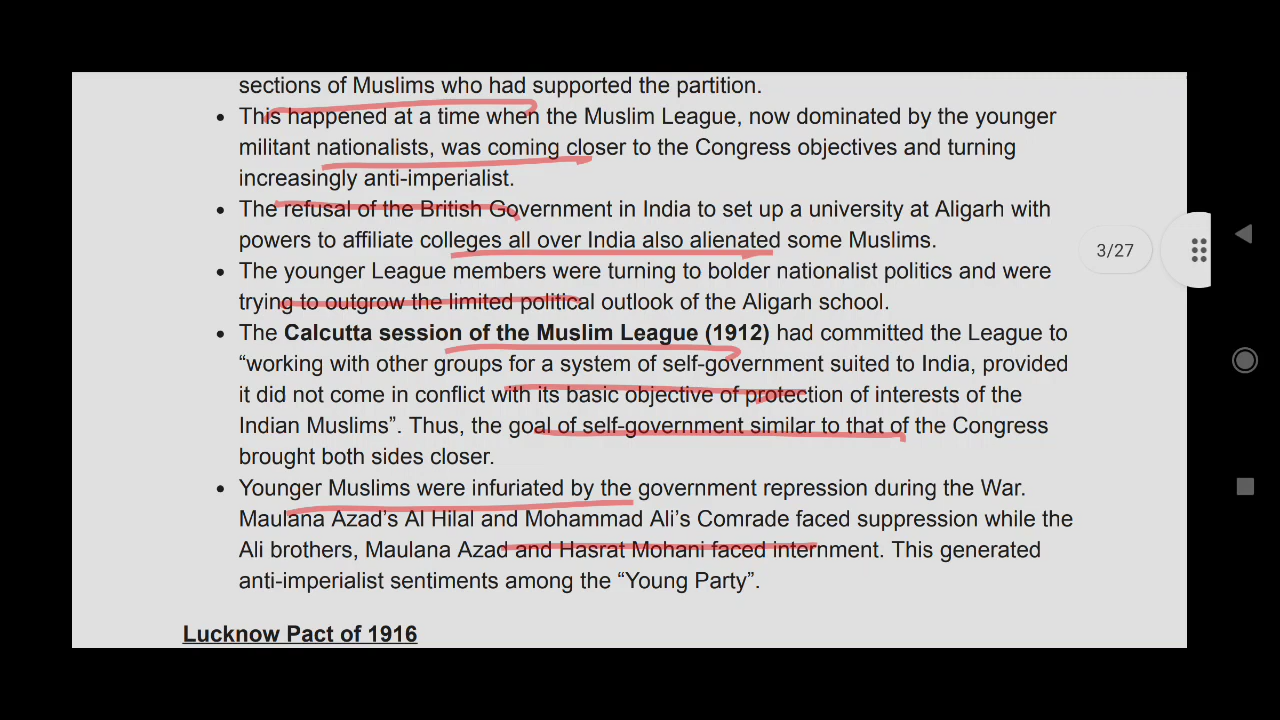 sections of Muslims who had supported the partition.
• This happened at a time when the Muslim League, now dominated by the younger
militant nationalists, was coming closer to the Congress objectives and turning
increasingly anti-imperialist.
• The refusal of the British Government in India to set up a university at Aligarh with
powers to affiliate colleges all over India also alienated some Muslims.
• The younger League members were turning to bolder nationalist politics and were
trying to outgrow the limited political outlook of the Aligarh school.
• The Calcutta session of the Muslim League (1912) had committed the League to
“working with other groups for a system of self-government suited to India, provided
it did not come in conflict with its basic objective of protection of interests of the
Indian Muslims”. Thus, the goal of self-government similar to that of the Congress
brought both sides closer.
• Younger Muslims were infuriated by the government repression during the War.
Maulana Azad’s Al Hilal and Mohammad Ali’s Comrade faced suppression while the
Ali brothers, Maulana Azad and Hasrat Mohani faced internment. This generated
anti-imperialist sentiments among the “Young Party”.
Lucknow Pact of 1916
3/27